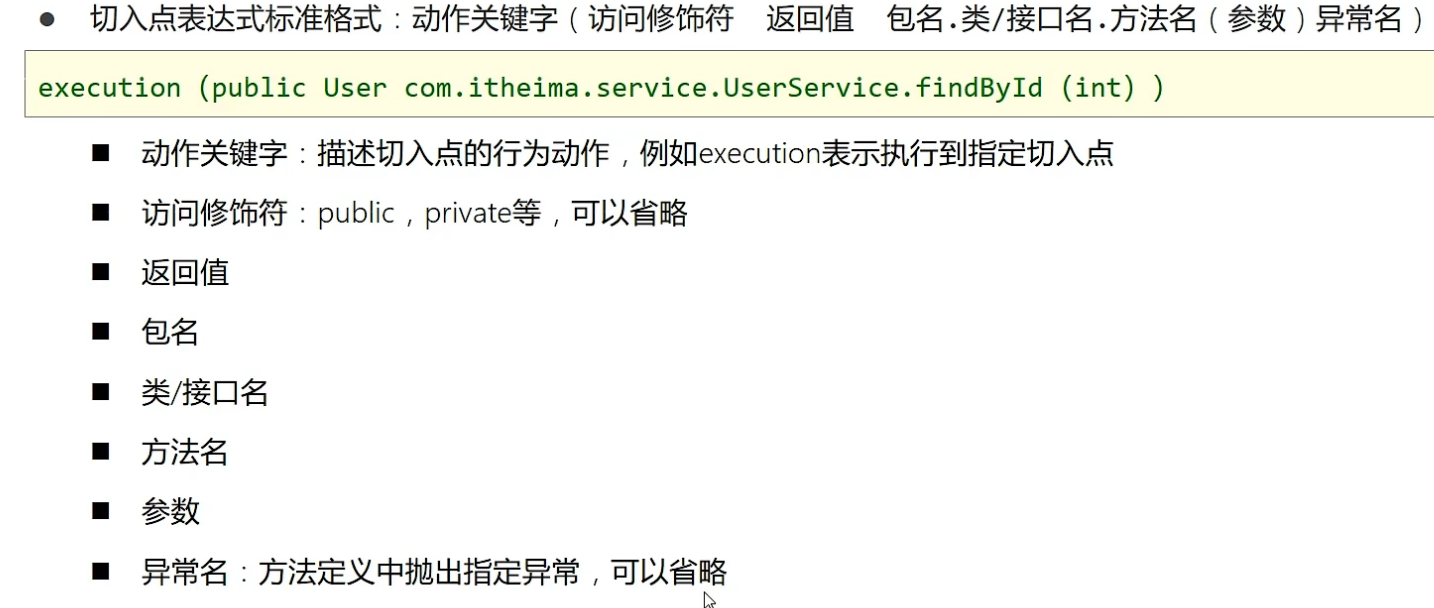 ● 切入点表达式标准格式：动作关键字（访问修饰符 返回值 包名.类/接口名.方法名（参数）异常名）
execution (public User com.itheima.service.UserService.findById (int) )
■ 动作关键字：描述切入点的行为动作，例如execution表示执行到指定切入点
■ 访问修饰符：public，private等，可以省略
■ 返回值
■ 包名
■ 类/接口名
■ 方法名
■ 参数
■ 异常名：方法定义中抛出指定异常，可以省略